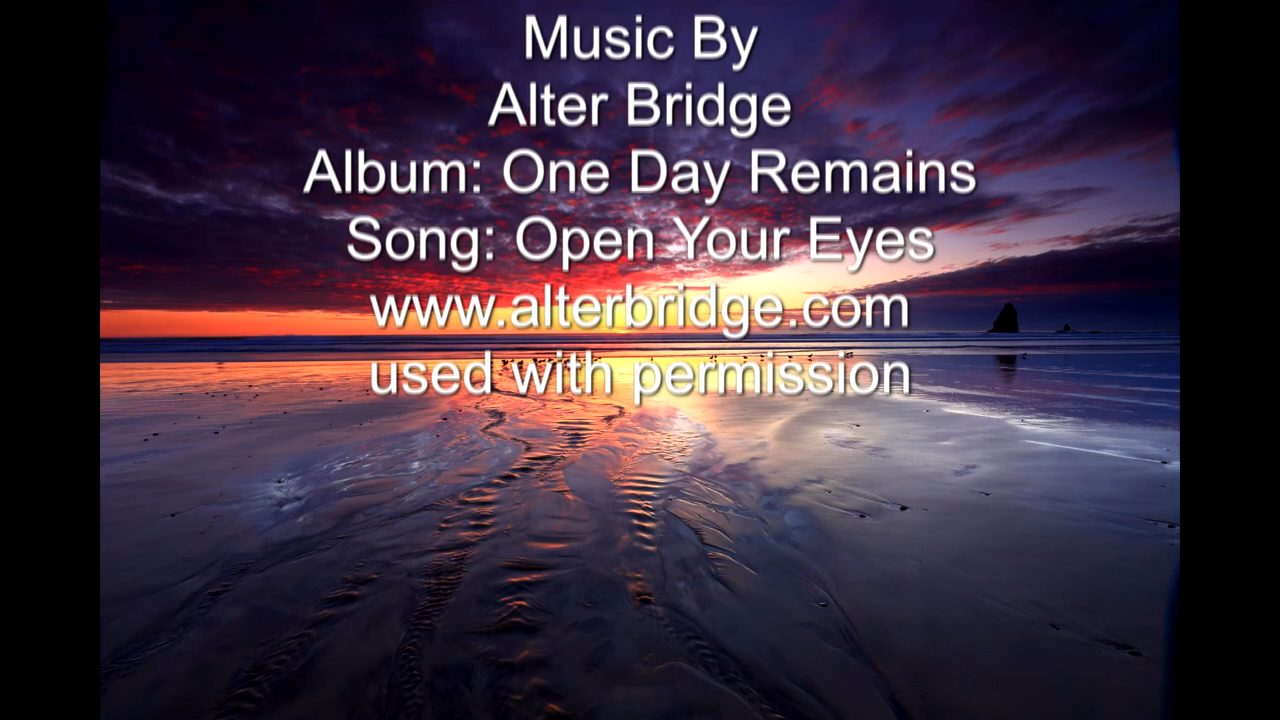 Music By
Alter Bridge
Album: One Day Remains
Song: Open Your Eyes
www.alterbridge.com
used with permission